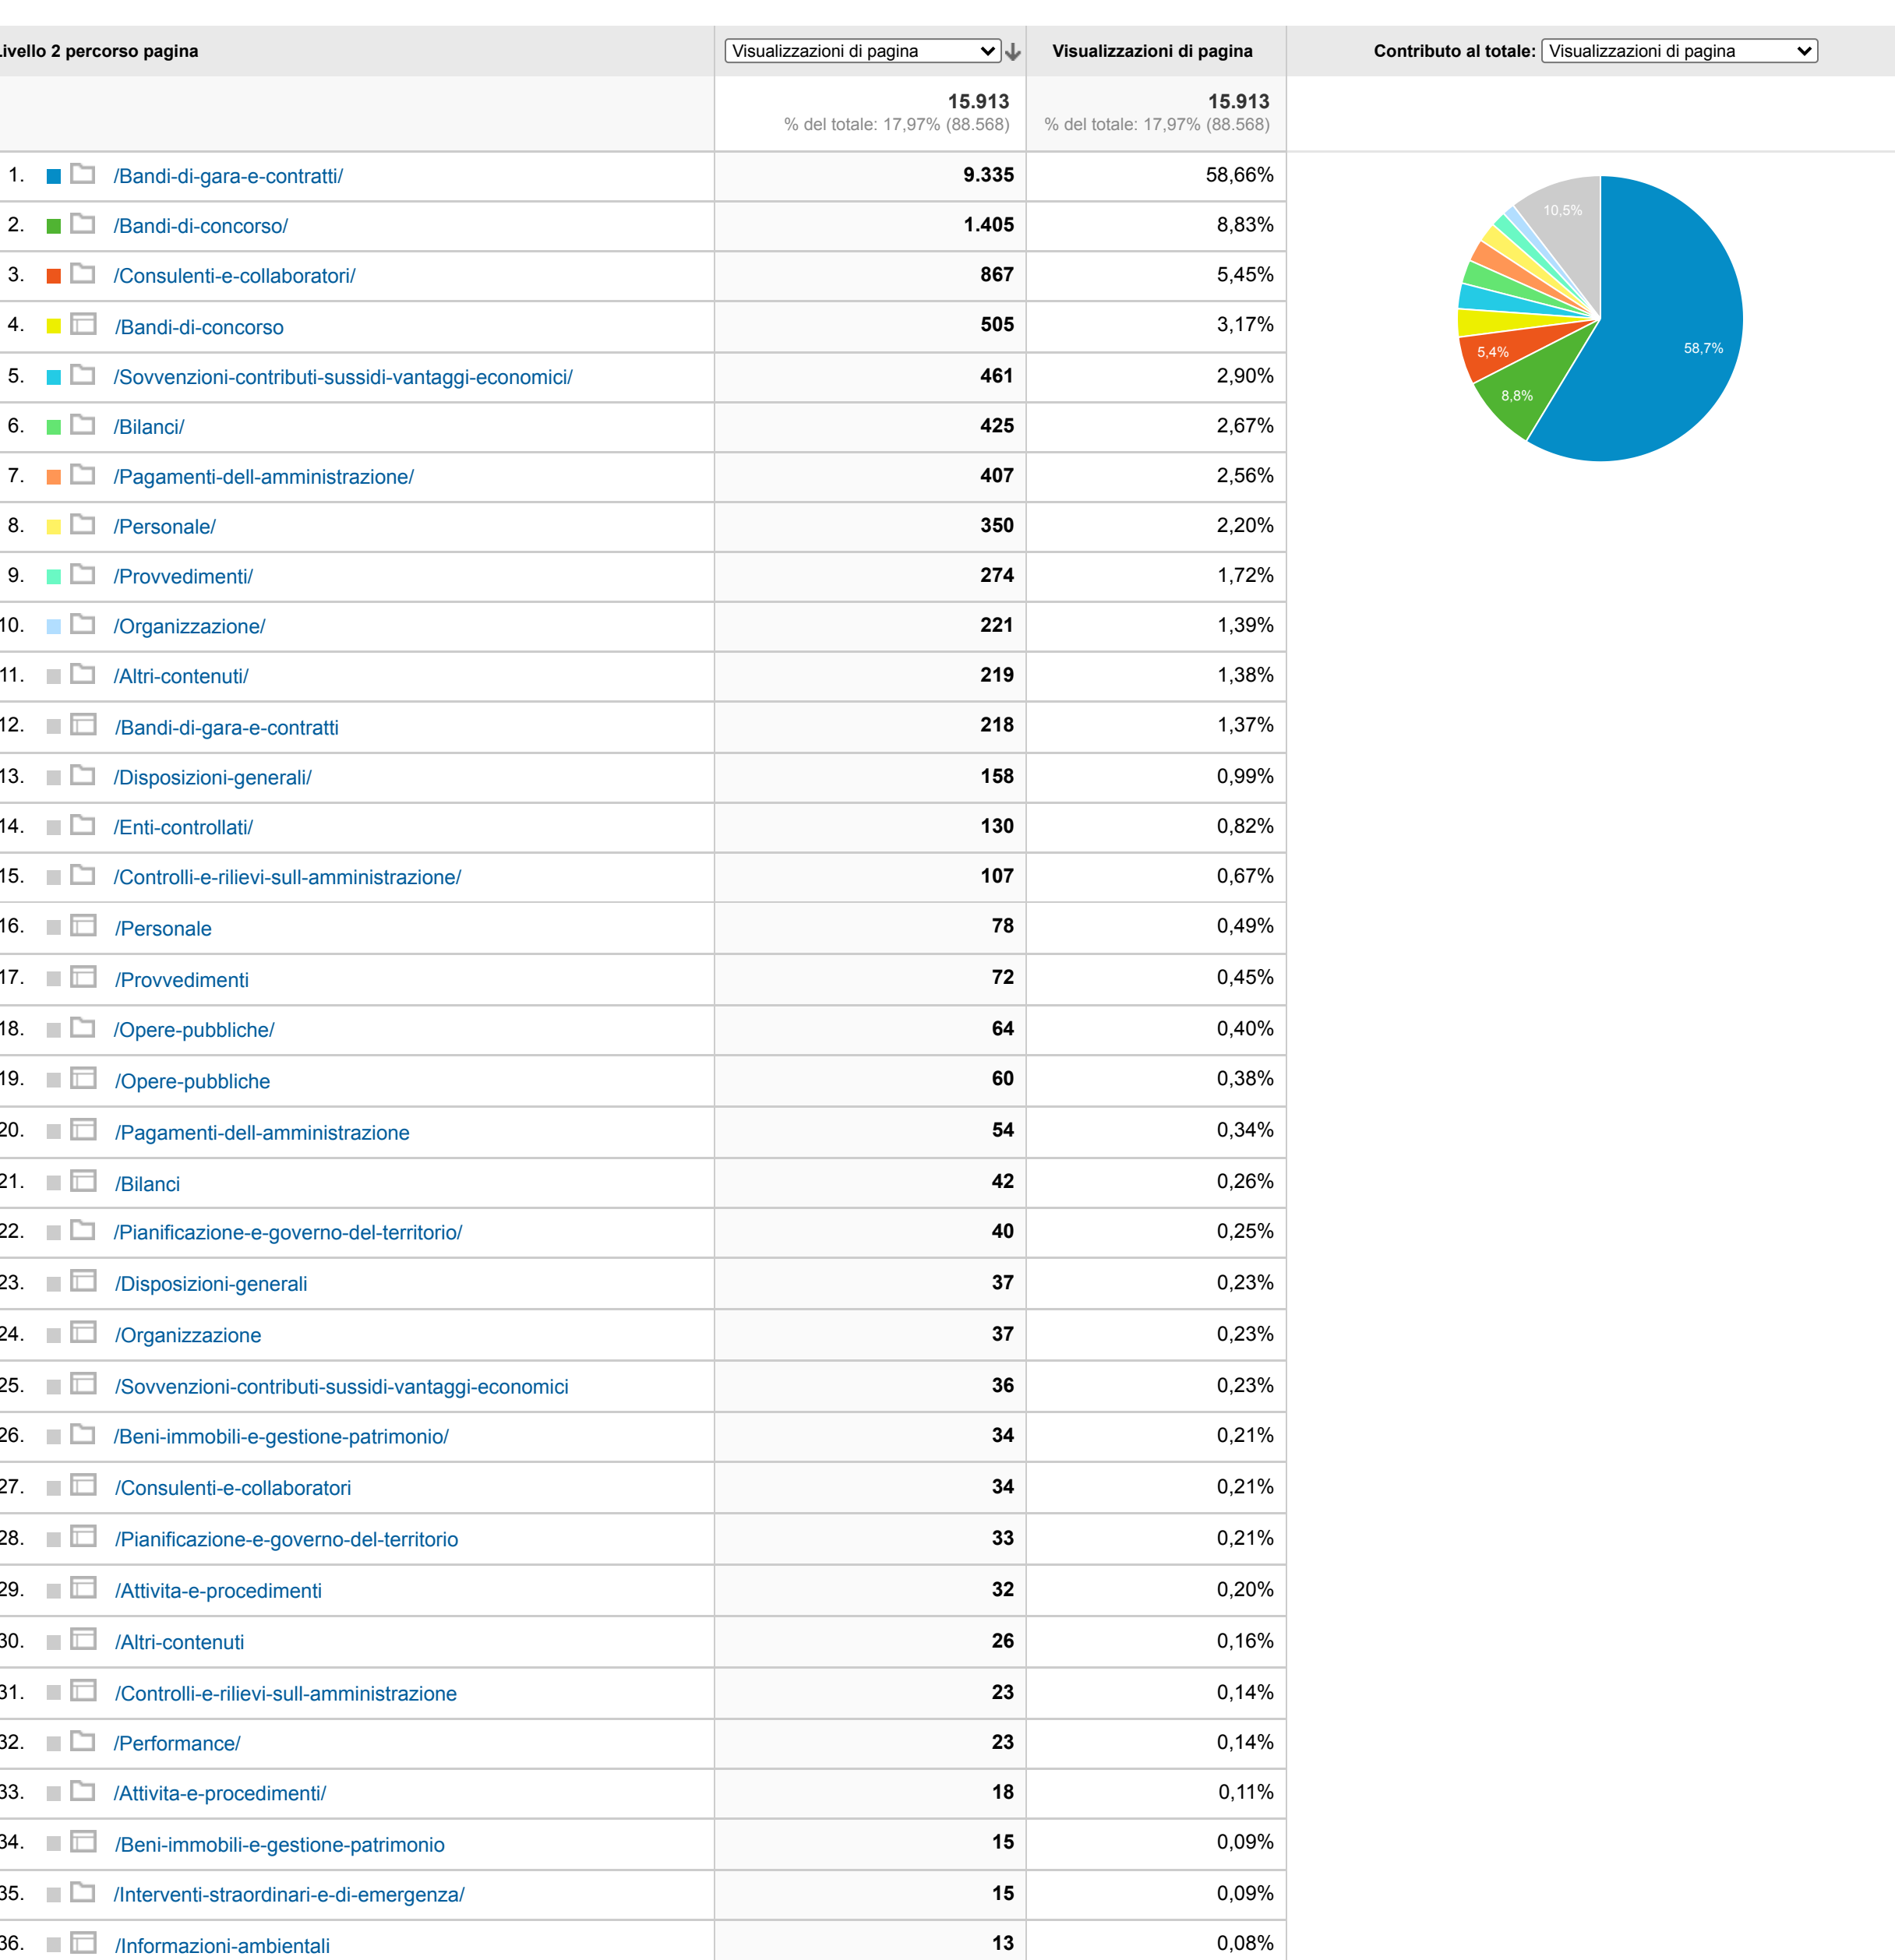 Livello 2 percorso pagina Visualizzazioni di pagina Visualizzazioni di pagina Contributo al totale: Visualizzazioni di pagina
15.913 15.913
% del totale: 17,97% (88.568) % del totale: 17,97% (88.568)
1. /Bandi-di-gara-e-contratti/ 9.335 58,66%
2. /Bandi-di-concorso/ 1.405 8,83%
3. /Consulenti-e-collaboratori/ 867 5,45%
4. /Bandi-di-concorso 505 3,17%
5. /Sovvenzioni-contributi-sussidi-vantaggi-economici/ 461 2,90%
6. /Bilanci/ 425 2,67%
7. /Pagamenti-dell-amministrazione/ 407 2,56%
8. /Personale/ 350 2,20%
9. /Provvedimenti/ 274 1,72%
10. /Organizzazione/ 221 1,39%
11. /Altri-contenuti/ 219 1,38%
12. /Bandi-di-gara-e-contratti 218 1,37%
13. /Disposizioni-generali/ 158 0,99%
14. /Enti-controllati/ 130 0,82%
15. /Controlli-e-rilievi-sull-amministrazione/ 107 0,67%
16. /Personale 78 0,49%
17. /Provvedimenti 72 0,45%
18. /Opere-pubbliche/ 64 0,40%
19. /Opere-pubbliche 60 0,38%
20. /Pagamenti-dell-amministrazione 54 0,34%
21. /Bilanci 42 0,26%
22. /Pianificazione-e-governo-del-territorio/ 40 0,25%
23. /Disposizioni-generali 37 0,23%
24. /Organizzazione 37 0,23%
25. /Sovvenzioni-contributi-sussidi-vantaggi-economici 36 0,23%
26. /Beni-immobili-e-gestione-patrimonio/ 34 0,21%
27. /Consulenti-e-collaboratori 34 0,21%
28. /Pianificazione-e-governo-del-territorio 33 0,21%
29. /Attivita-e-procedimenti 32 0,20%
30. /Altri-contenuti 26 0,16%
31. /Controlli-e-rilievi-sull-amministrazione 23 0,14%
32. /Performance/ 23 0,14%
33. /Attivita-e-procedimenti/ 18 0,11%
34. /Beni-immobili-e-gestione-patrimonio 15 0,09%
35. /Interventi-straordinari-e-di-emergenza/ 15 0,09%
36. /Informazioni-ambientali 13 0,08%
10,5%
58,7%
5,4%
8,8%